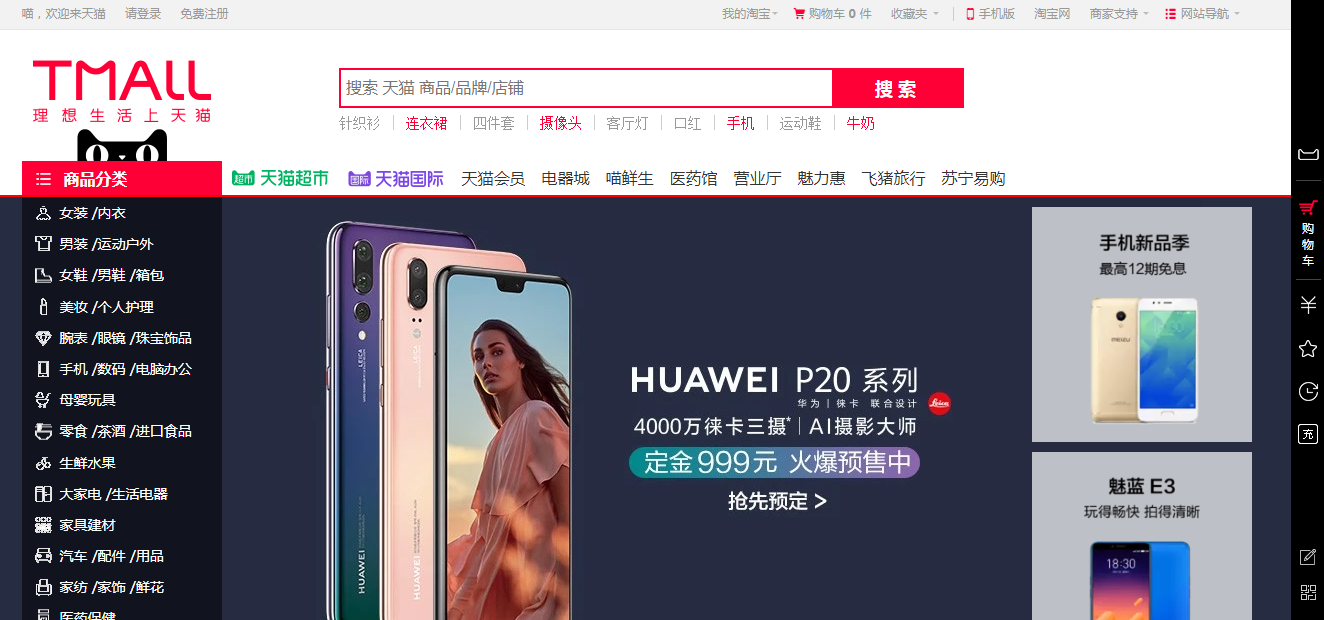 喵，欢迎来天猫 请登录 免费注册 我的淘宝 购物车 0 件 收藏夹 手机版 淘宝网 商家支持 网站导航
TMALL
理想生活上天猫
搜索 天猫 商品/品牌/店铺 搜索
针织衫 连衣裙 四件套 摄像头 客厅灯 口红 手机 运动鞋 牛奶
商品分类 超市 天猫超市 国际 天猫国际 天猫会员 电器城 喵鲜生 医药馆 营业厅 魅力惠 飞猪旅行 苏宁易购
女装 /内衣
男装 /运动户外
女鞋 /男鞋 /箱包
美妆 /个人护理
腕表 /眼镜 /珠宝饰品
手机 /数码 /电脑办公
母婴玩具
零食 /茶酒 /进口食品
生鲜水果
大家电 /生活电器
家具建材
汽车 /配件 /用品
家纺 /家饰 /鲜花
医药保健
LEICA
HUAWEI
HUAWEI
HUAWEI P20 系列
华为 | 徕卡 联合设计
Leica
4000万徕卡三摄* | AI摄影大师
定金999元 火爆预售中
抢先预定 >
手机新品季
最高12期免息
MEIZU
魅蓝 E3
玩得畅快 拍得清晰
18:30
购物车
充